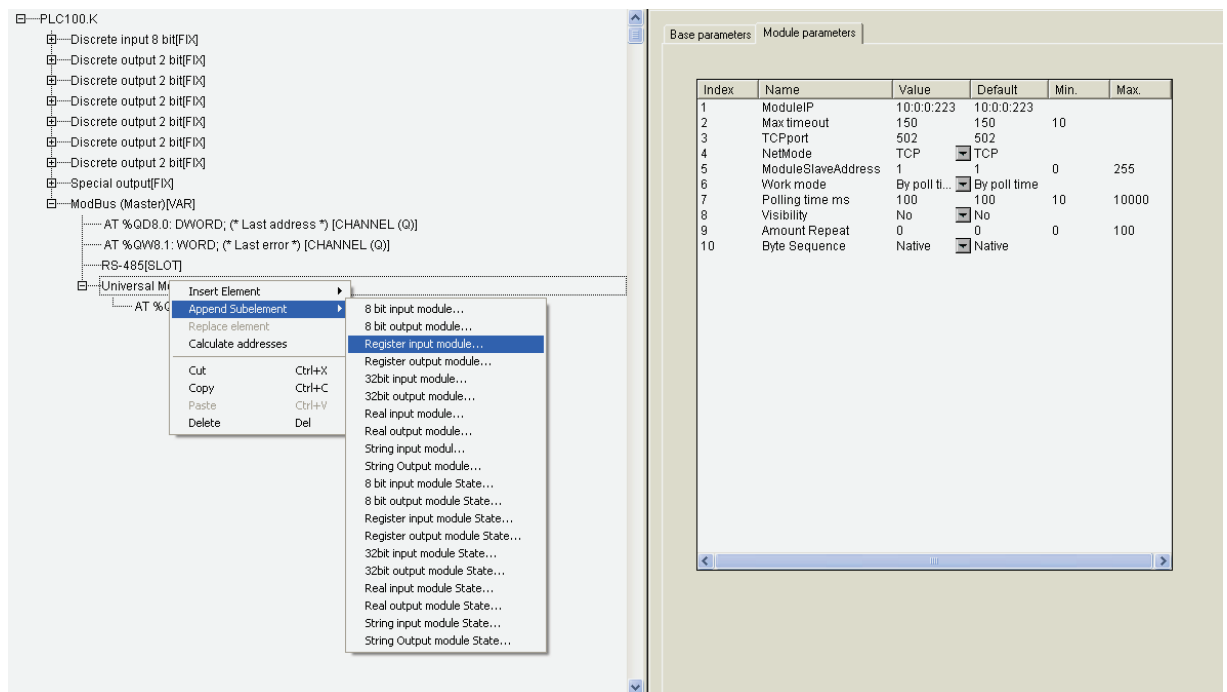 PLC100.K
Discrete input 8 bit[FIX]
Discrete output 2 bit[FIX]
Discrete output 2 bit[FIX]
Discrete output 2 bit[FIX]
Discrete output 2 bit[FIX]
Discrete output 2 bit[FIX]
Discrete output 2 bit[FIX]
Special output[FIX]
ModBus (Master)[VAR]
AT %QD8.0: DWORD; (* Last address *) [CHANNEL (Q)]
AT %QW8.1: WORD; (* Last error *) [CHANNEL (Q)]
RS-485[SLOT]
Universal
AT
Insert Element
Append Subelement
Replace element
Calculate addresses
Cut Ctrl+X
Copy Ctrl+C
Paste Ctrl+V
Delete Del
8 bit input module...
8 bit output module...
Register input module...
Register output module...
32bit input module...
32bit output module...
Real input module...
Real output module...
String input modul...
String Output module...
8 bit input module State...
8 bit output module State...
Register input module State...
Register output module State...
32bit input module State...
32bit output module State...
Real input module State...
Real output module State...
String input module State...
String Output module State...
Base parameters Module parameters
Index Name Value Default Min. Max.
1 ModuleIP 10:0:0:223 10:0:0:223
2 Max timeout 150 150 10
3 TCPport 502 502
4 NetMode TCP TCP
5 ModuleSlaveAddress 1 1 0 255
6 Work mode By poll ti... By poll time
7 Polling time ms 100 100 10 10000
8 Visibility No No
9 Amount Repeat 0 0 0 100
10 Byte Sequence Native Native